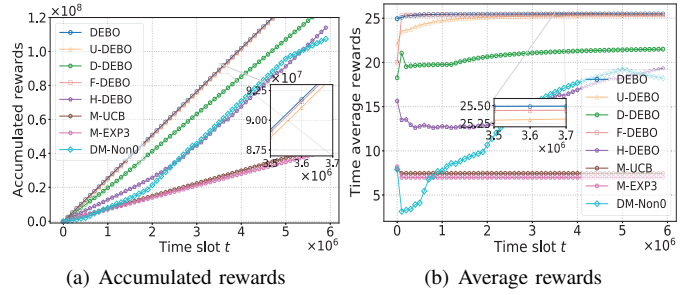 ×10⁸
1.2
1.0
0.8
0.6
0.4
0.2
0.0
Accumulated rewards
DEBO
U-DEBO
D-DEBO
F-DEBO
H-DEBO
M-UCB
M-EXP3
DM-Non0
×10⁷
9.25
9.00
8.75
3.5 3.6 3.7
×10⁶
0 1 2 3 4 5 6
Time slot t ×10⁶
(a) Accumulated rewards
25
20
15
10
5
Time average rewards
25.50
25.25
3.5 3.6 3.7
×10⁶
DEBO
U-DEBO
D-DEBO
F-DEBO
H-DEBO
M-UCB
M-EXP3
DM-Non0
0 1 2 3 4 5 6
Time slot t ×10⁶
(b) Average rewards